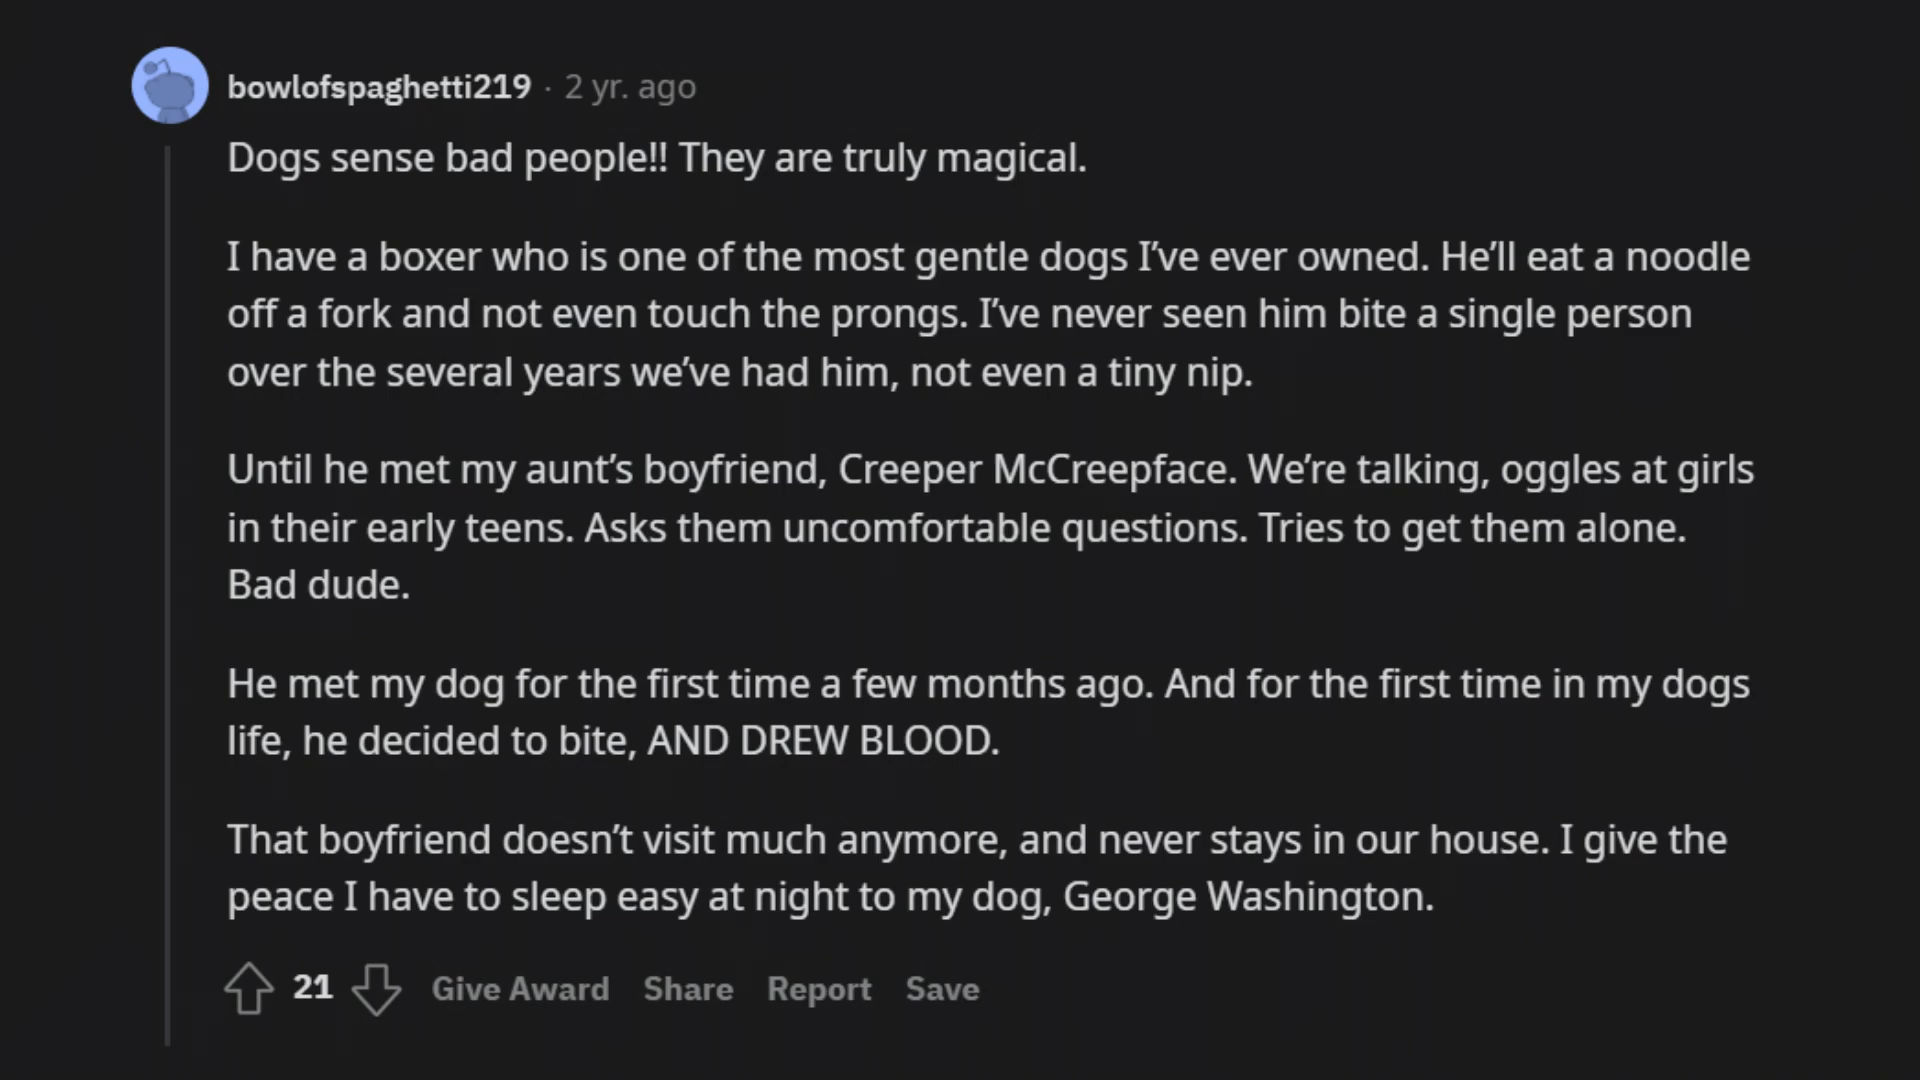 bowlofspaghetti219 · 2 yr. ago
Dogs sense bad people!! They are truly magical.
I have a boxer who is one of the most gentle dogs I’ve ever owned. He’ll eat a noodle
off a fork and not even touch the prongs. I’ve never seen him bite a single person
over the several years we’ve had him, not even a tiny nip.
Until he met my aunt’s boyfriend, Creeper McCreepface. We’re talking, oggles at girls
in their early teens. Asks them uncomfortable questions. Tries to get them alone.
Bad dude.
He met my dog for the first time a few months ago. And for the first time in my dogs
life, he decided to bite, AND DREW BLOOD.
That boyfriend doesn’t visit much anymore, and never stays in our house. I give the
peace I have to sleep easy at night to my dog, George Washington.
21 Give Award Share Report Save